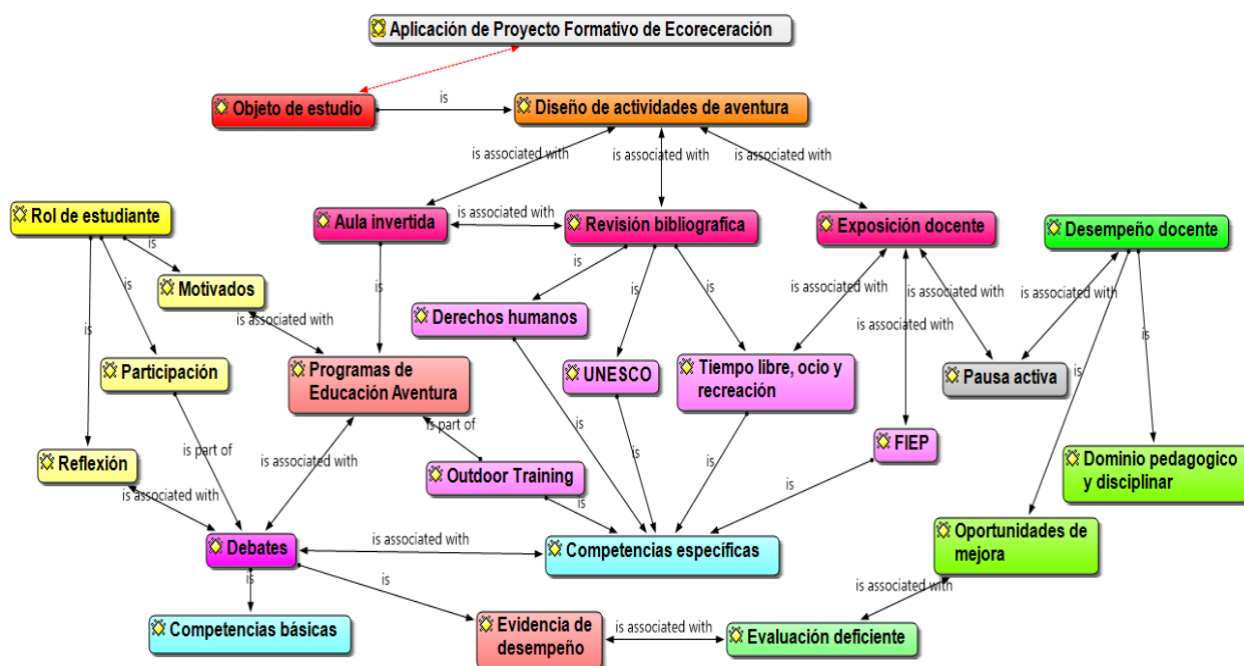 Aplicación de Proyecto Formativo de Ecoreceración
Objeto de estudio
is
Diseño de actividades de aventura
is associated with
is associated with
is associated with
Rol de estudiante
Aula invertida
is associated with
Revisión bibliografica
Exposición docente
Desempeño docente
is
Motivados
is
is
is
is
is
is associated with
is associated with
is
is associated with
Derechos humanos
is associated with
is
Participación
Programas de
Educación Aventura
UNESCO
Tiempo libre, ocio y
recreación
Pausa activa
is
is part of
is associated with
is part of
is
is
is
FIEP
Reflexión
is associated with
Outdoor Training
is
is
Dominio pedagogico
y disciplinar
Debates
is associated with
Competencias específicas
Oportunidades de
mejora
is
is
is associated with
Competencias básicas
Evidencia de
desempeño
is associated with
Evaluación deficiente